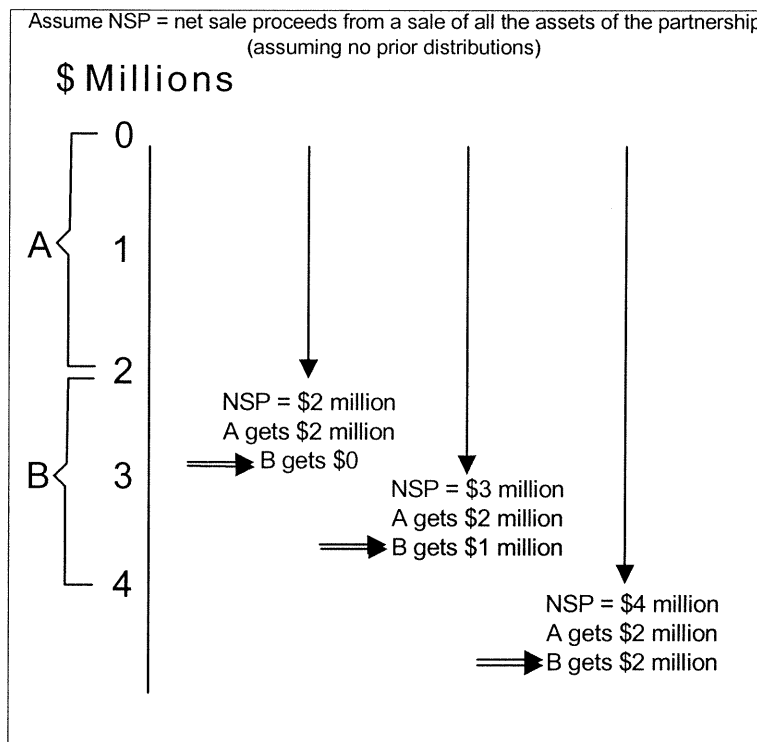 Assume NSP = net sale proceeds from a sale of all the assets of the partnership
(assuming no prior distributions)
$ Millions
0
A
1
2
NSP = $2 million
A gets $2 million
B gets $0
B
3
NSP = $3 million
A gets $2 million
B gets $1 million
4
NSP = $4 million
A gets $2 million
B gets $2 million